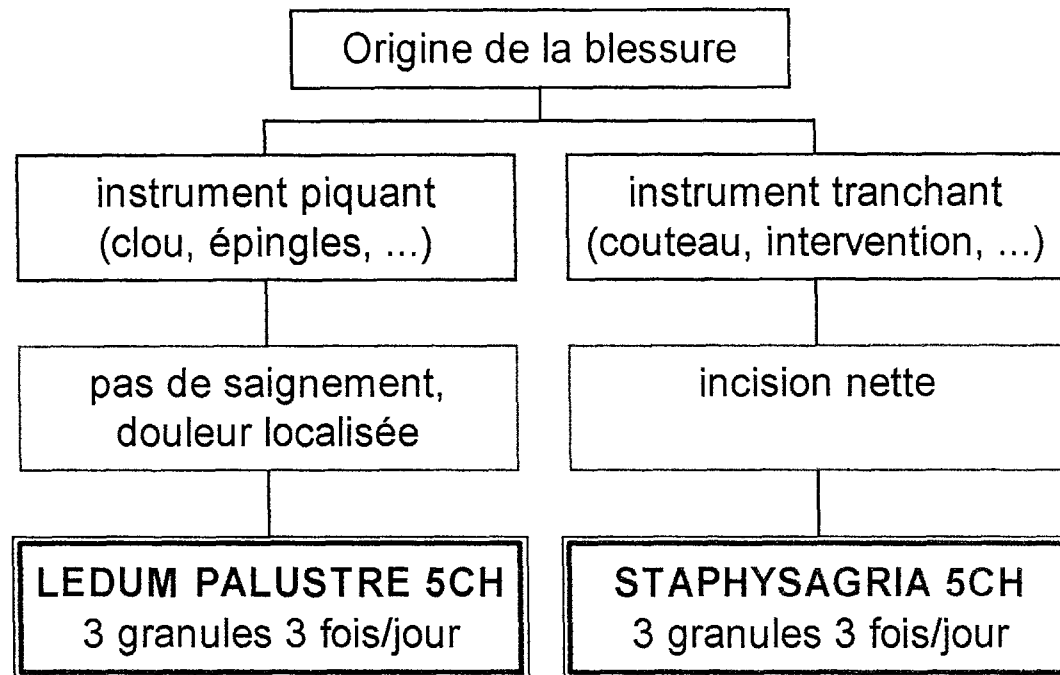 Origine de la blessure
instrument piquant
(clou, épingles, ...)
instrument tranchant
(couteau, intervention, ...)
pas de saignement,
douleur localisée
incision nette
LEDUM PALUSTRE 5CH
3 granules 3 fois/jour
STAPHYSAGRIA 5CH
3 granules 3 fois/jour